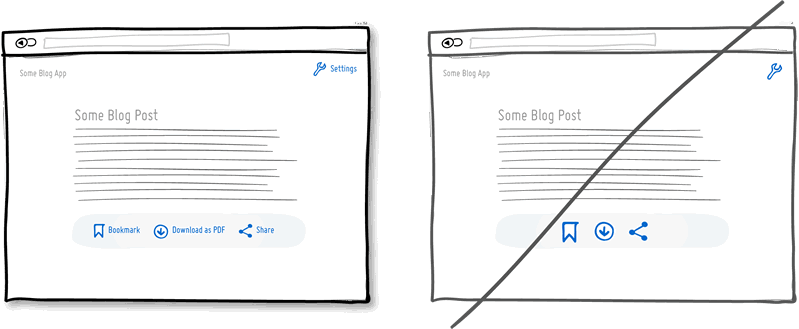 Some Blog App
Settings
Some Blog Post
Bookmark
Download as PDF
Share
Some Blog App
Some Blog Post